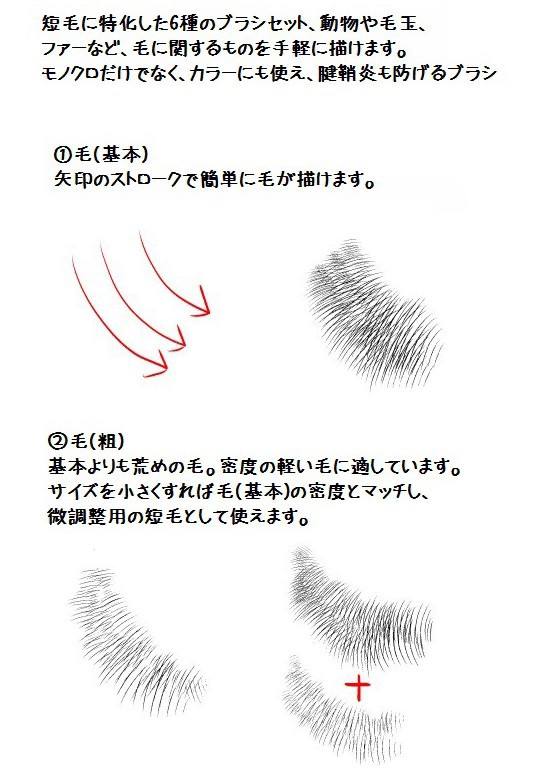 短毛に特化した6種のブラシセット、動物や毛玉、
ファーなど、毛に関するものを手軽に描けます。
モノクロだけでなく、カラーにも使え、腱鞘炎も防げるブラシ
①毛(基本)
矢印のストロークで簡単に毛が描けます。
②毛(粗)
基本よりも荒めの毛。密度の軽い毛に適しています。
サイズを小さくすれば毛(基本)の密度とマッチし、
微調整用の短毛として使えます。